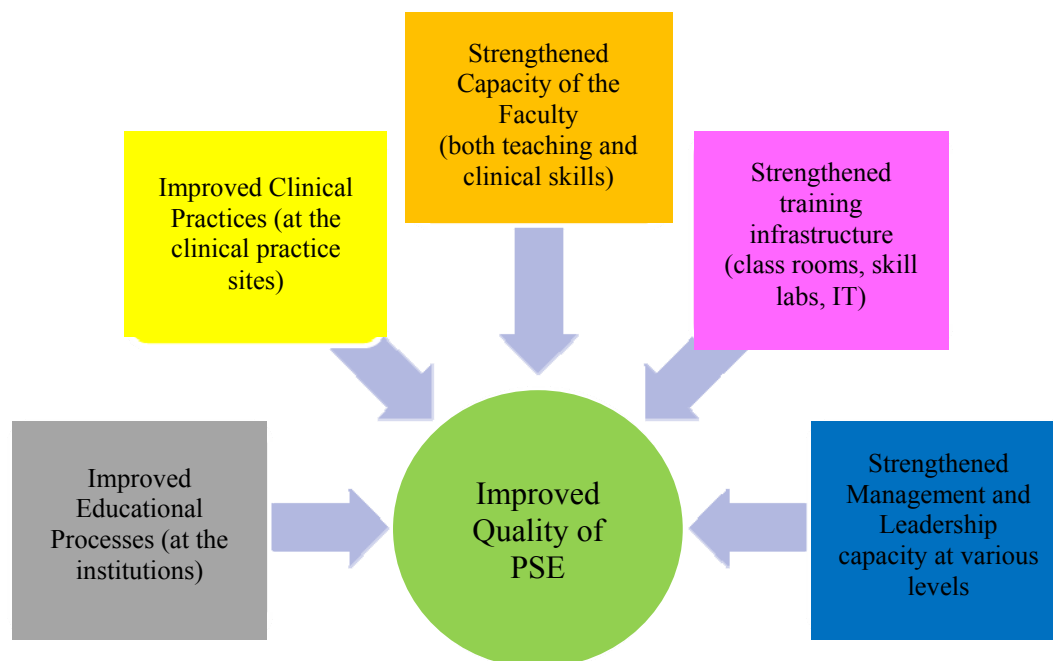 Strengthened
Capacity of the
Faculty
(both teaching and
clinical skills)
Improved Clinical
Practices (at the
clinical practice
sites)
Strengthened
training
infrastructure
(class rooms, skill
labs, IT)
Improved
Educational
Processes (at the
institutions)
Improved
Quality of
PSE
Strengthened
Management and
Leadership
capacity at various
levels